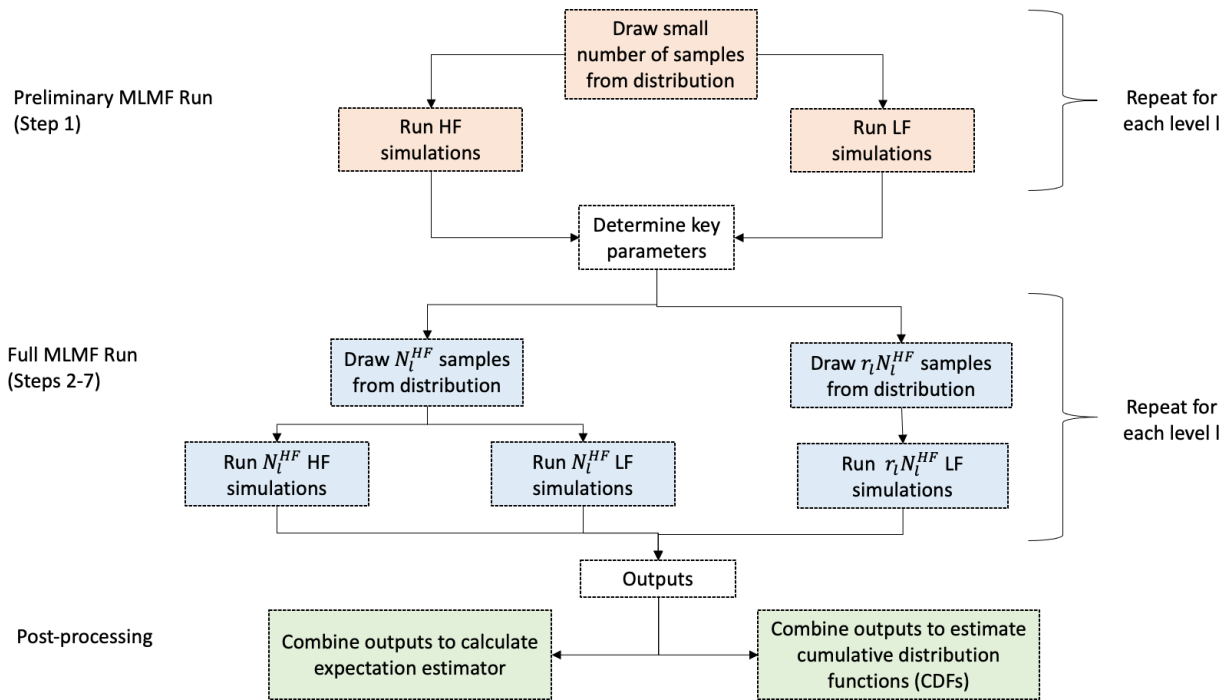 Draw small
number of samples
from distribution
Preliminary MLMF Run
(Step 1)
Run HF
simulations
Run LF
simulations
Repeat for
each level l
Determine key
parameters
Full MLMF Run
(Steps 2-7)
Draw $N_l^{HF}$ samples
from distribution
Draw $r_l N_l^{HF}$ samples
from distribution
Run $N_l^{HF}$ HF
simulations
Run $N_l^{HF}$ LF
simulations
Run $r_l N_l^{HF}$ LF
simulations
Repeat for
each level l
Outputs
Post-processing
Combine outputs to calculate
expectation estimator
Combine outputs to estimate
cumulative distribution
functions (CDFs)